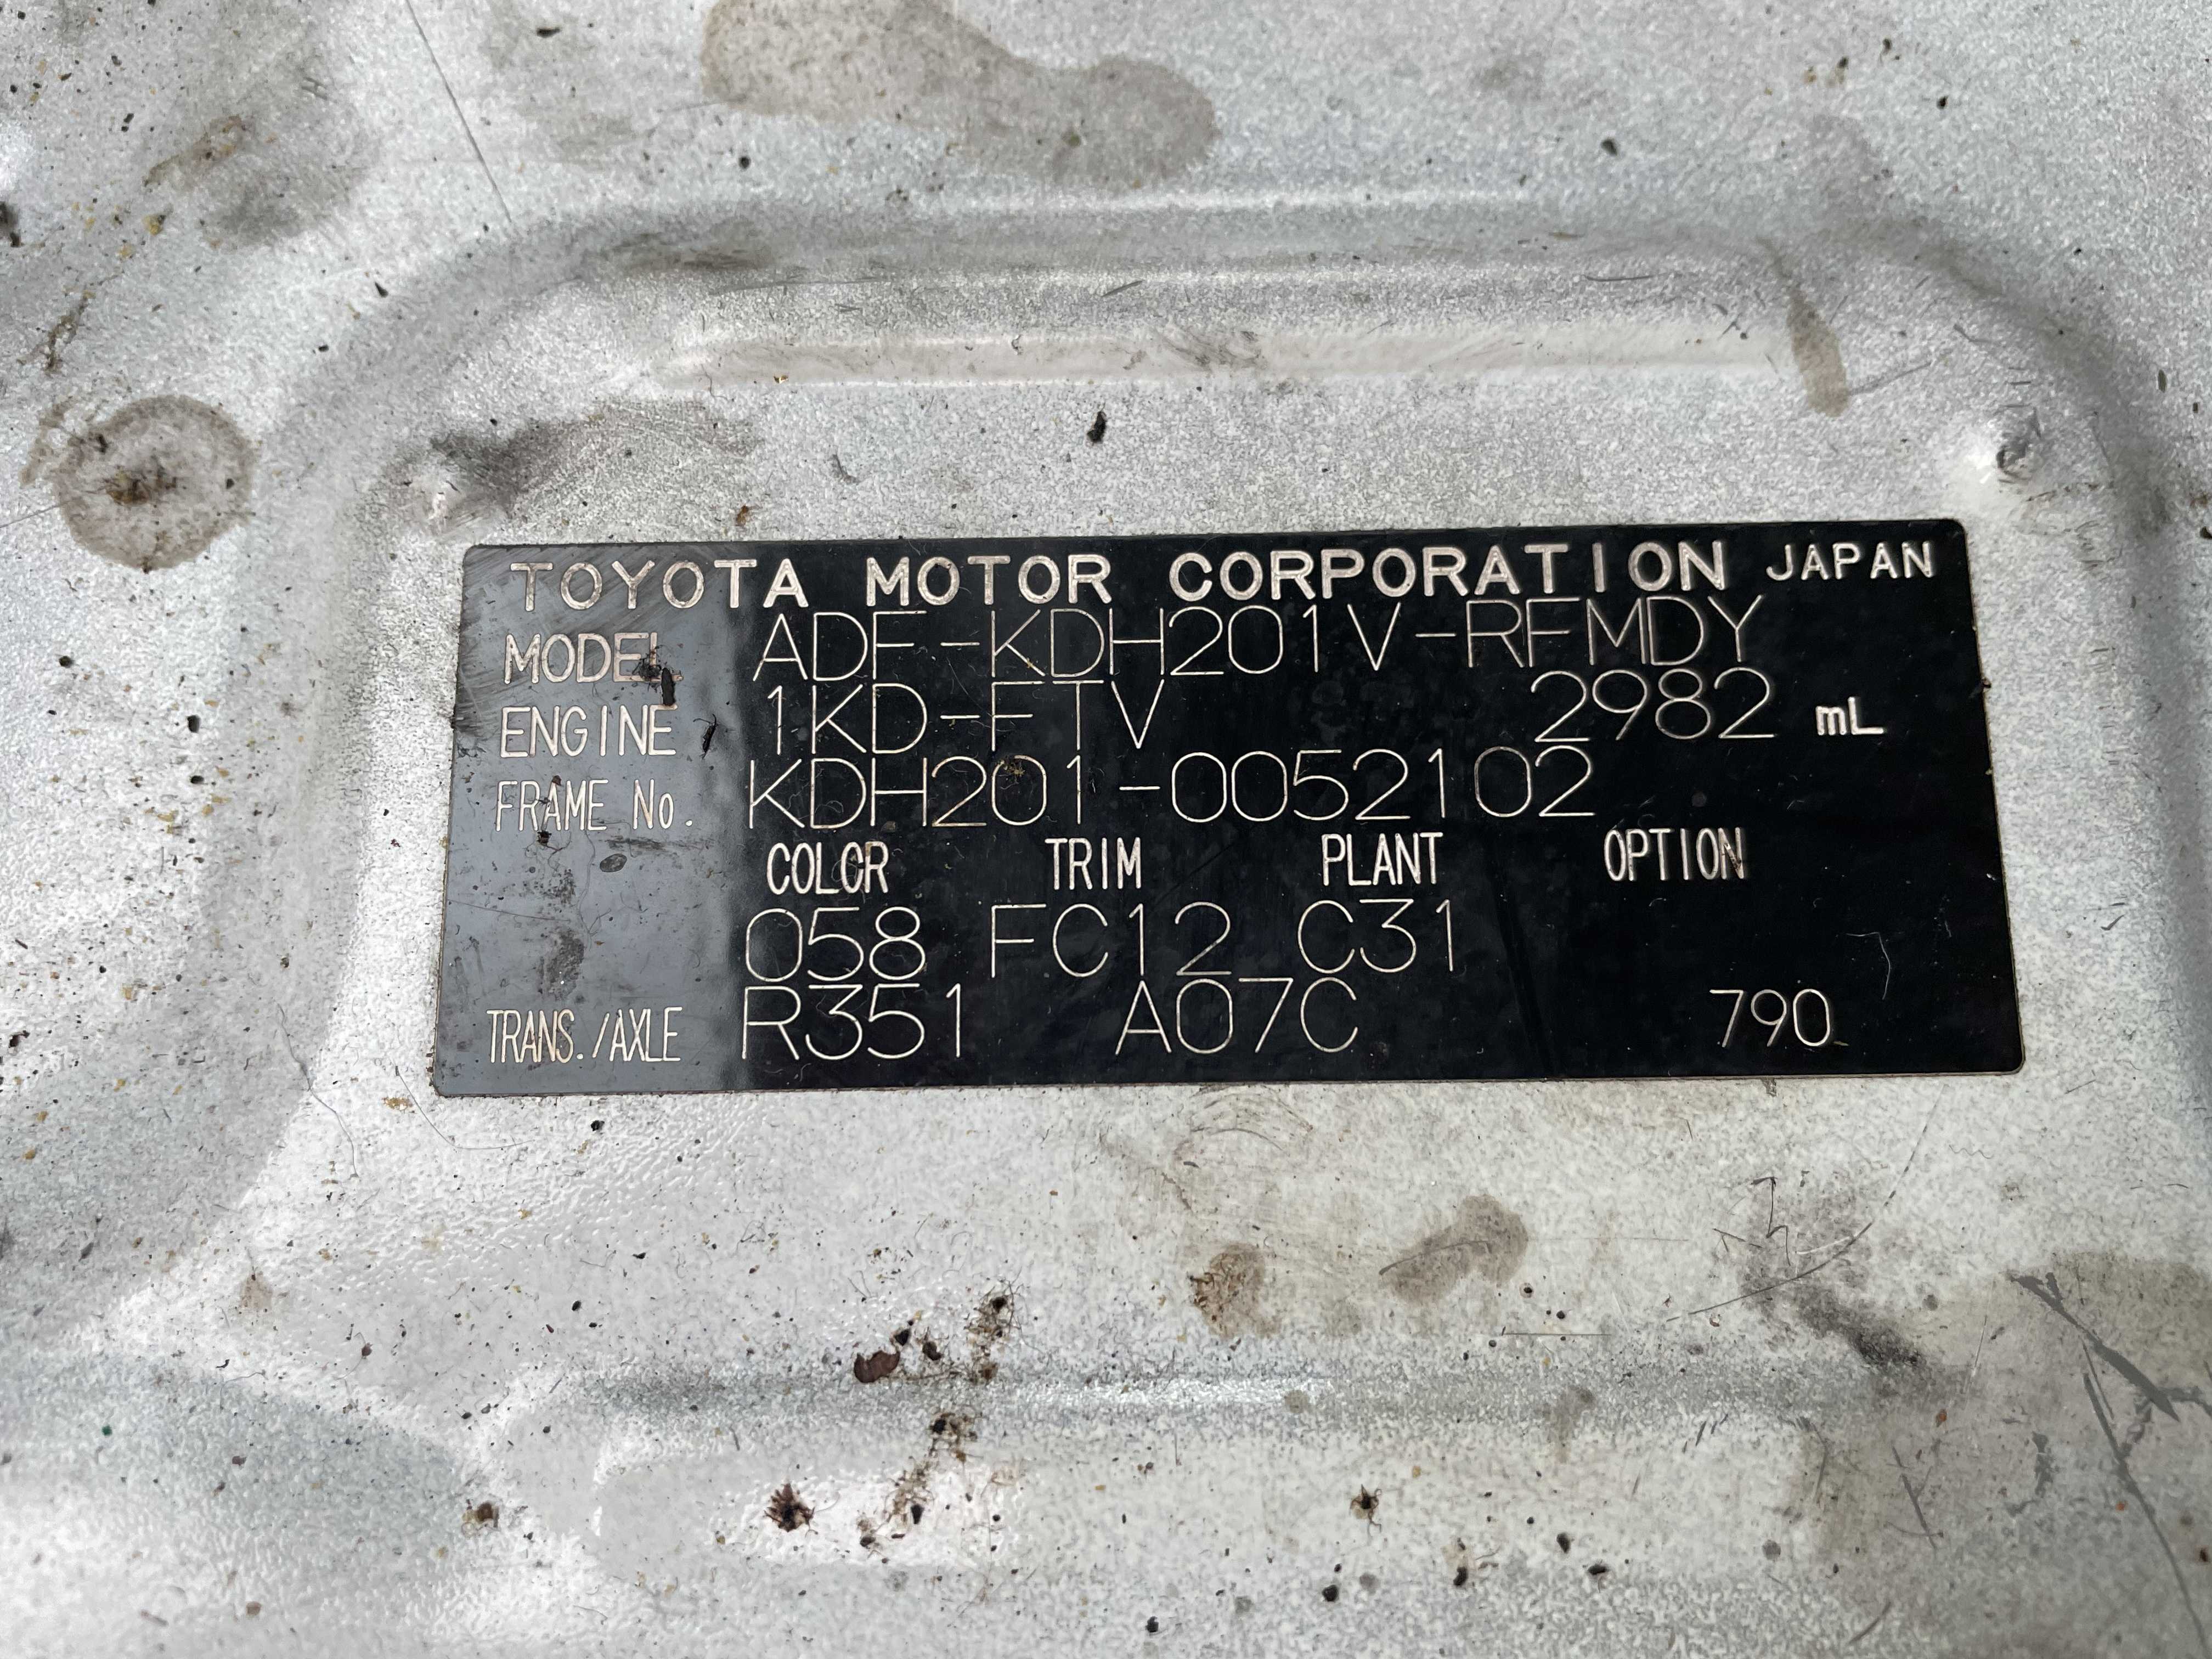 TOYOTA MOTOR CORPORATION JAPAN
MODEL ADF-KDH201V-RFMDY
ENGINE 1KD-FTV 2982 mL
FRAME No. KDH201-0052102
COLOR TRIM PLANT OPTION
058 FC12 C31
TRANS./AXLE R351 A07C 790